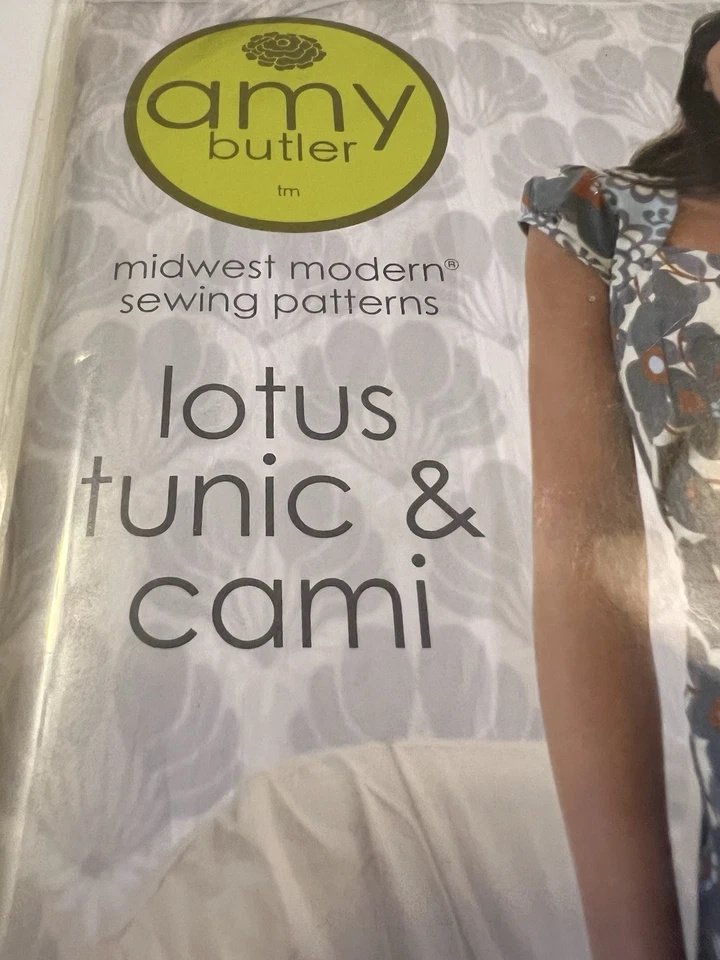 amy
butler
tm
midwest modern®
sewing patterns
lotus
tunic &
cami